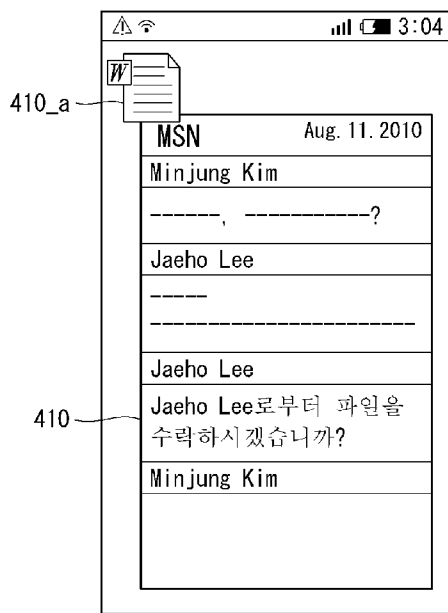 3:04
W
410_a
MSN Aug. 11. 2010
Minjung Kim
------, -----------?
Jaeho Lee
-----
-----------------------
Jaeho Lee
410
Jaeho Lee로부터 파일을
수락하시겠습니까?
Minjung Kim